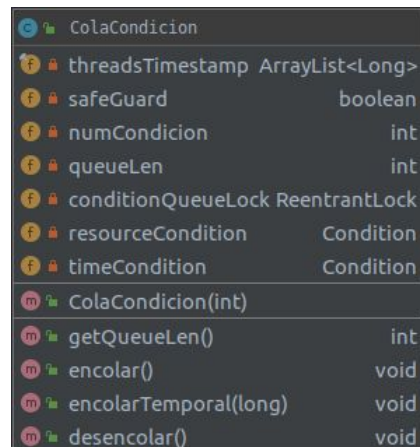 ColaCondicion
threadsTimestamp ArrayList<Long>
safeGuard boolean
numCondicion int
queueLen int
conditionQueueLock ReentrantLock
resourceCondition Condition
timeCondition Condition
ColaCondicion(int)
getQueueLen() int
encolar() void
encolarTemporal(long) void
desencolar() void